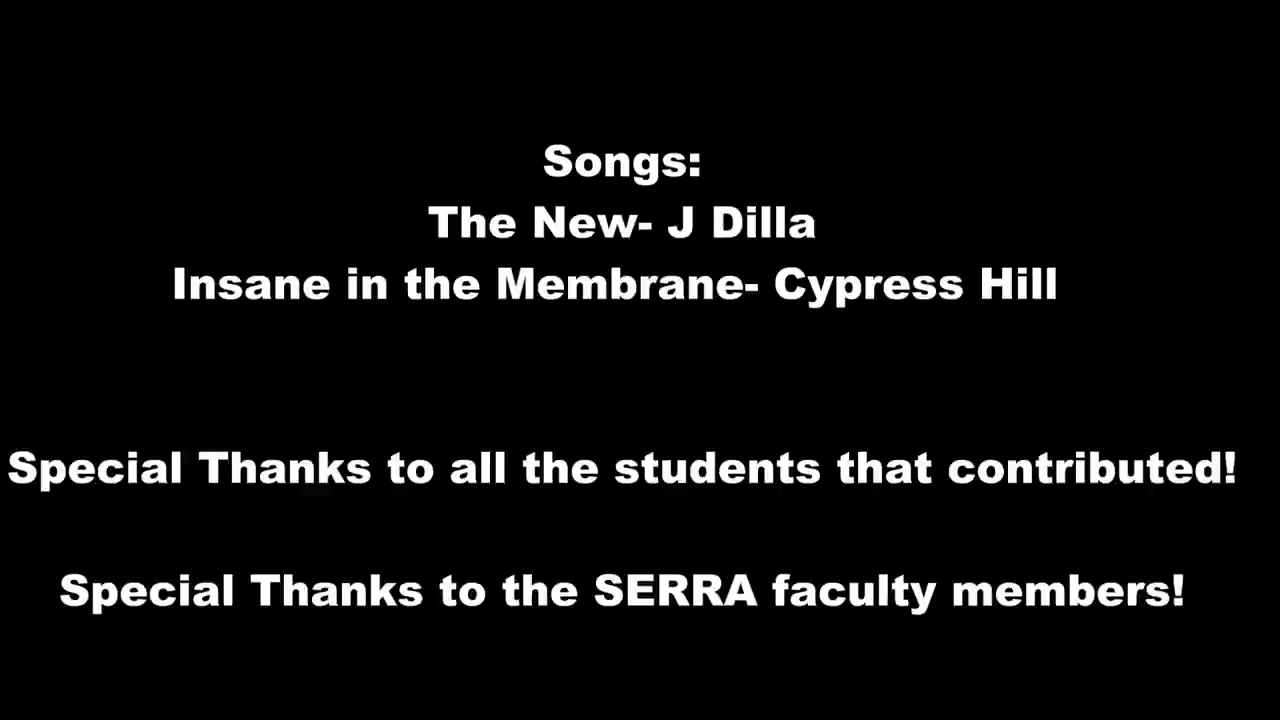 Songs:
The New- J Dilla
Insane in the Membrane- Cypress Hill
Special Thanks to all the students that contributed!
Special Thanks to the SERRA faculty members!